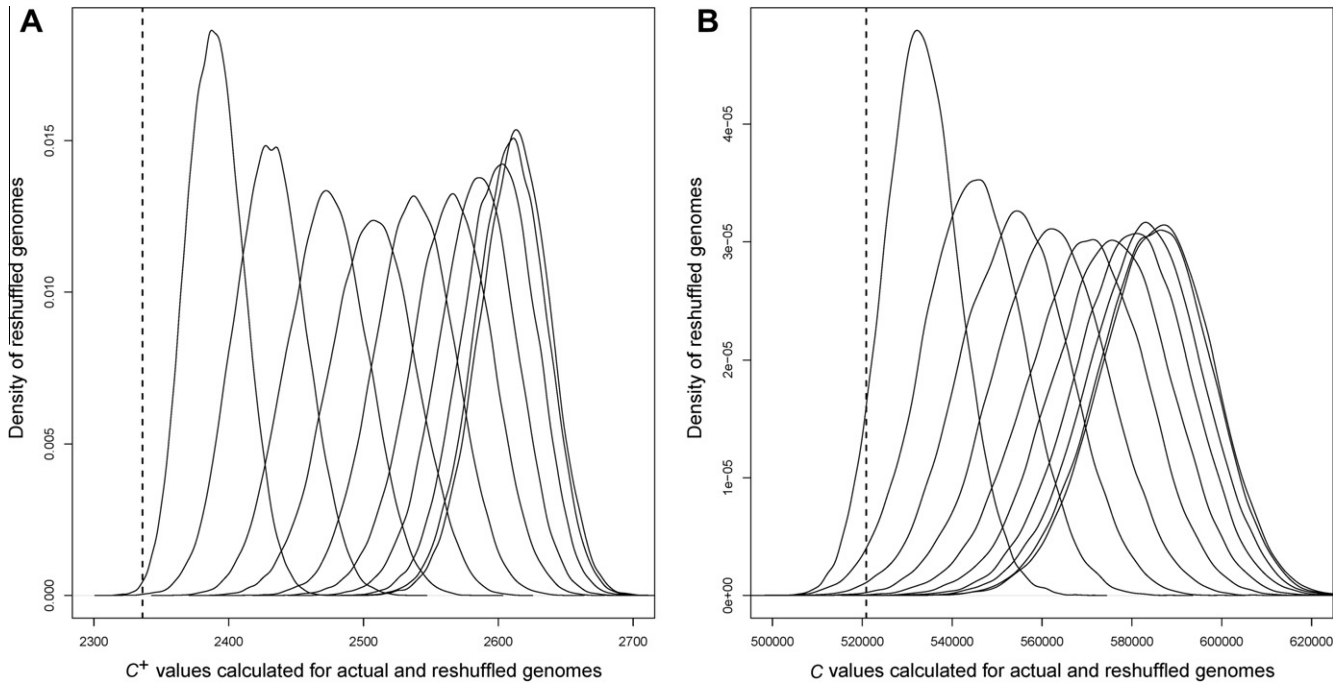 A
Density of reshuffled genomes
0.015
0.010
0.005
0.000
2300 2400 2500 2600 2700
C+ values calculated for actual and reshuffled genomes
B
Density of reshuffled genomes
4e−05
3e−05
2e−05
1e−05
0e+00
500000 520000 540000 560000 580000 600000 620000
C values calculated for actual and reshuffled genomes